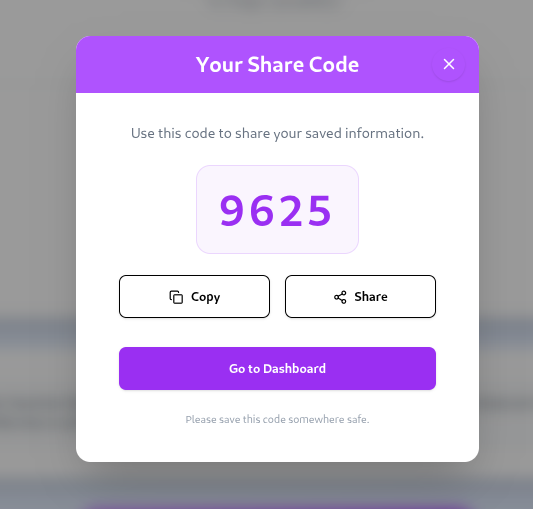 Your Share Code
Use this code to share your saved information.
9625
Copy
Share
Go to Dashboard
Please save this code somewhere safe.